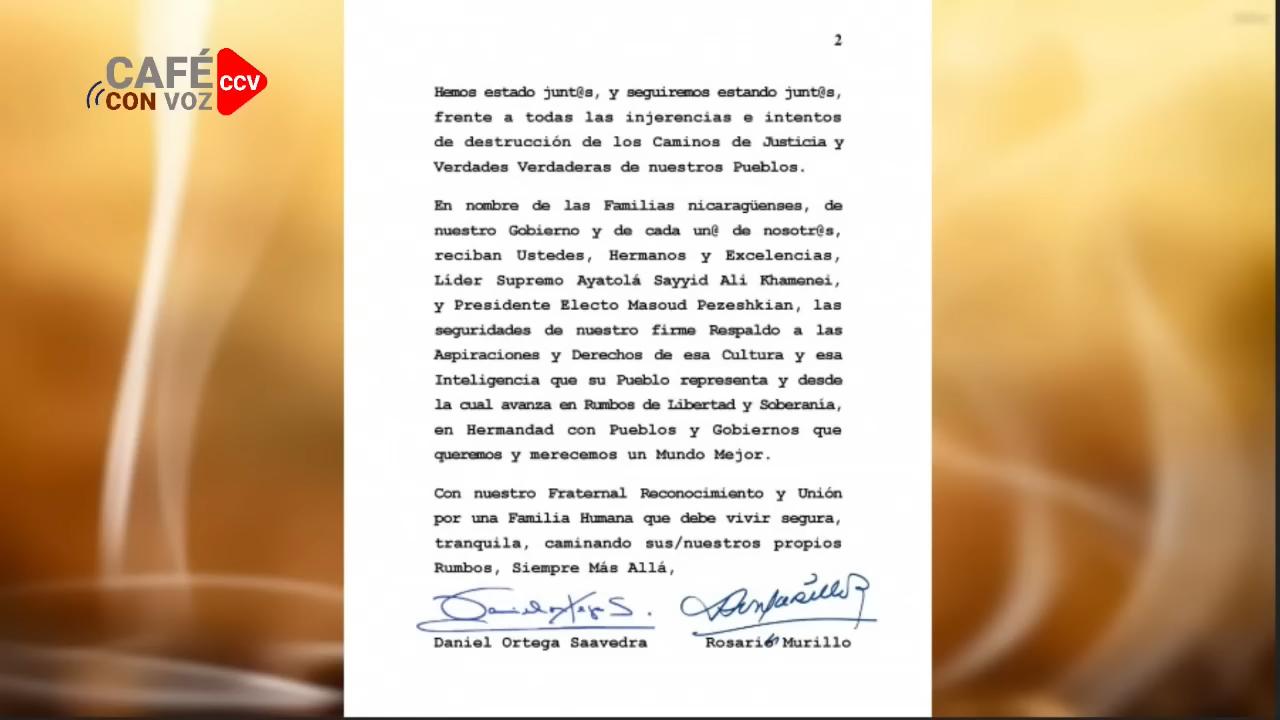 CAFÉ
CON VOZ
CCV
2
Hemos estado junt@s, y seguiremos estando junt@s,
frente a todas las injerencias e intentos
de destrucción de los Caminos de Justicia y
Verdades Verdaderas de nuestros Pueblos.
En nombre de las Familias nicaragüenses, de
nuestro Gobierno y de cada un@ de nosotr@s,
reciban Ustedes, Hermanos y Excelencias,
Líder Supremo Ayatolá Sayyid Ali Khamenei,
y Presidente Electo Masoud Pezeshkian, las
seguridades de nuestro firme Respaldo a las
Aspiraciones y Derechos de esa Cultura y esa
Inteligencia que su Pueblo representa y desde
la cual avanza en Rumbos de Libertad y Soberanía,
en Hermandad con Pueblos y Gobiernos que
queremos y merecemos un Mundo Mejor.
Con nuestro Fraternal Reconocimiento y Unión
por una Familia Humana que debe vivir segura,
tranquila, caminando sus/nuestros propios
Rumbos, Siempre Más Allá,
Daniel Ortega Saavedra
Rosario Murillo